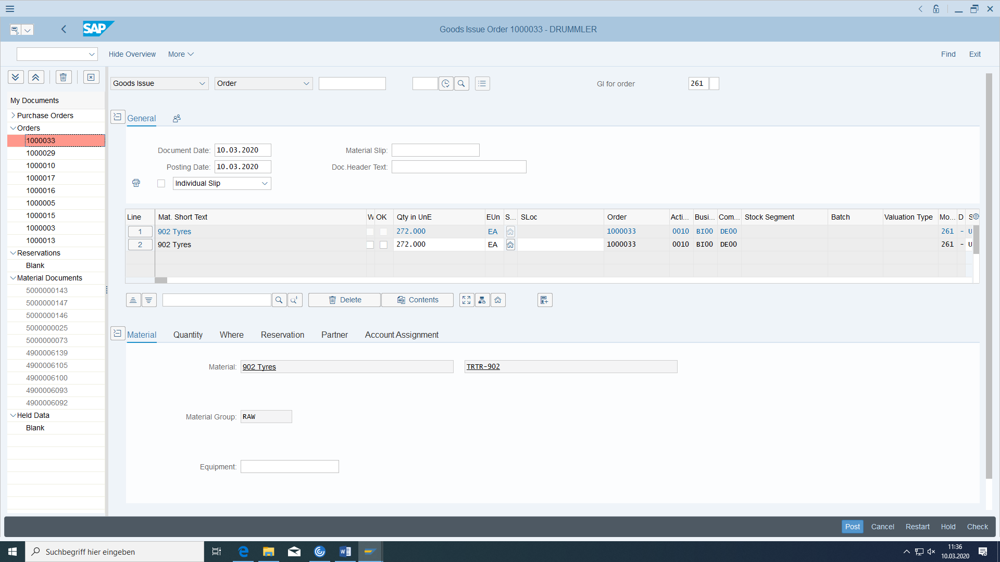 SAP
Goods Issue Order 1000033 - DRUMMLER
Hide Overview
More
Find
Exit
Goods Issue
Order
GI for order
261
My Documents
Purchase Orders
Orders
1000033
1000029
1000010
1000017
1000016
1000005
1000015
1000003
1000013
Reservations
Blank
Material Documents
5000000143
5000000147
5000000146
5000000025
5000000073
4900006139
4900006105
4900006100
4900006093
4900006092
Held Data
Blank
General
Document Date: 10.03.2020
Material Slip:
Posting Date: 10.03.2020
Doc.Header Text:
Individual Slip
Line Mat. Short Text W OK Qty in UnE EUn S... SLoc Order Acti... Busi... Com... Stock Segment Batch Valuation Type Mo... D S
1 902 Tyres 272.000 EA 1000033 0010 BI00 DE00 261 - U
2 902 Tyres 272.000 EA 1000033 0010 BI00 DE00 261 - U
Delete
Contents
Material Quantity Where Reservation Partner Account Assignment
Material: 902 Tyres TRTR-902
Material Group: RAW
Equipment:
Post Cancel Restart Hold Check
Suchbegriff hier eingeben
11:36
10.03.2020